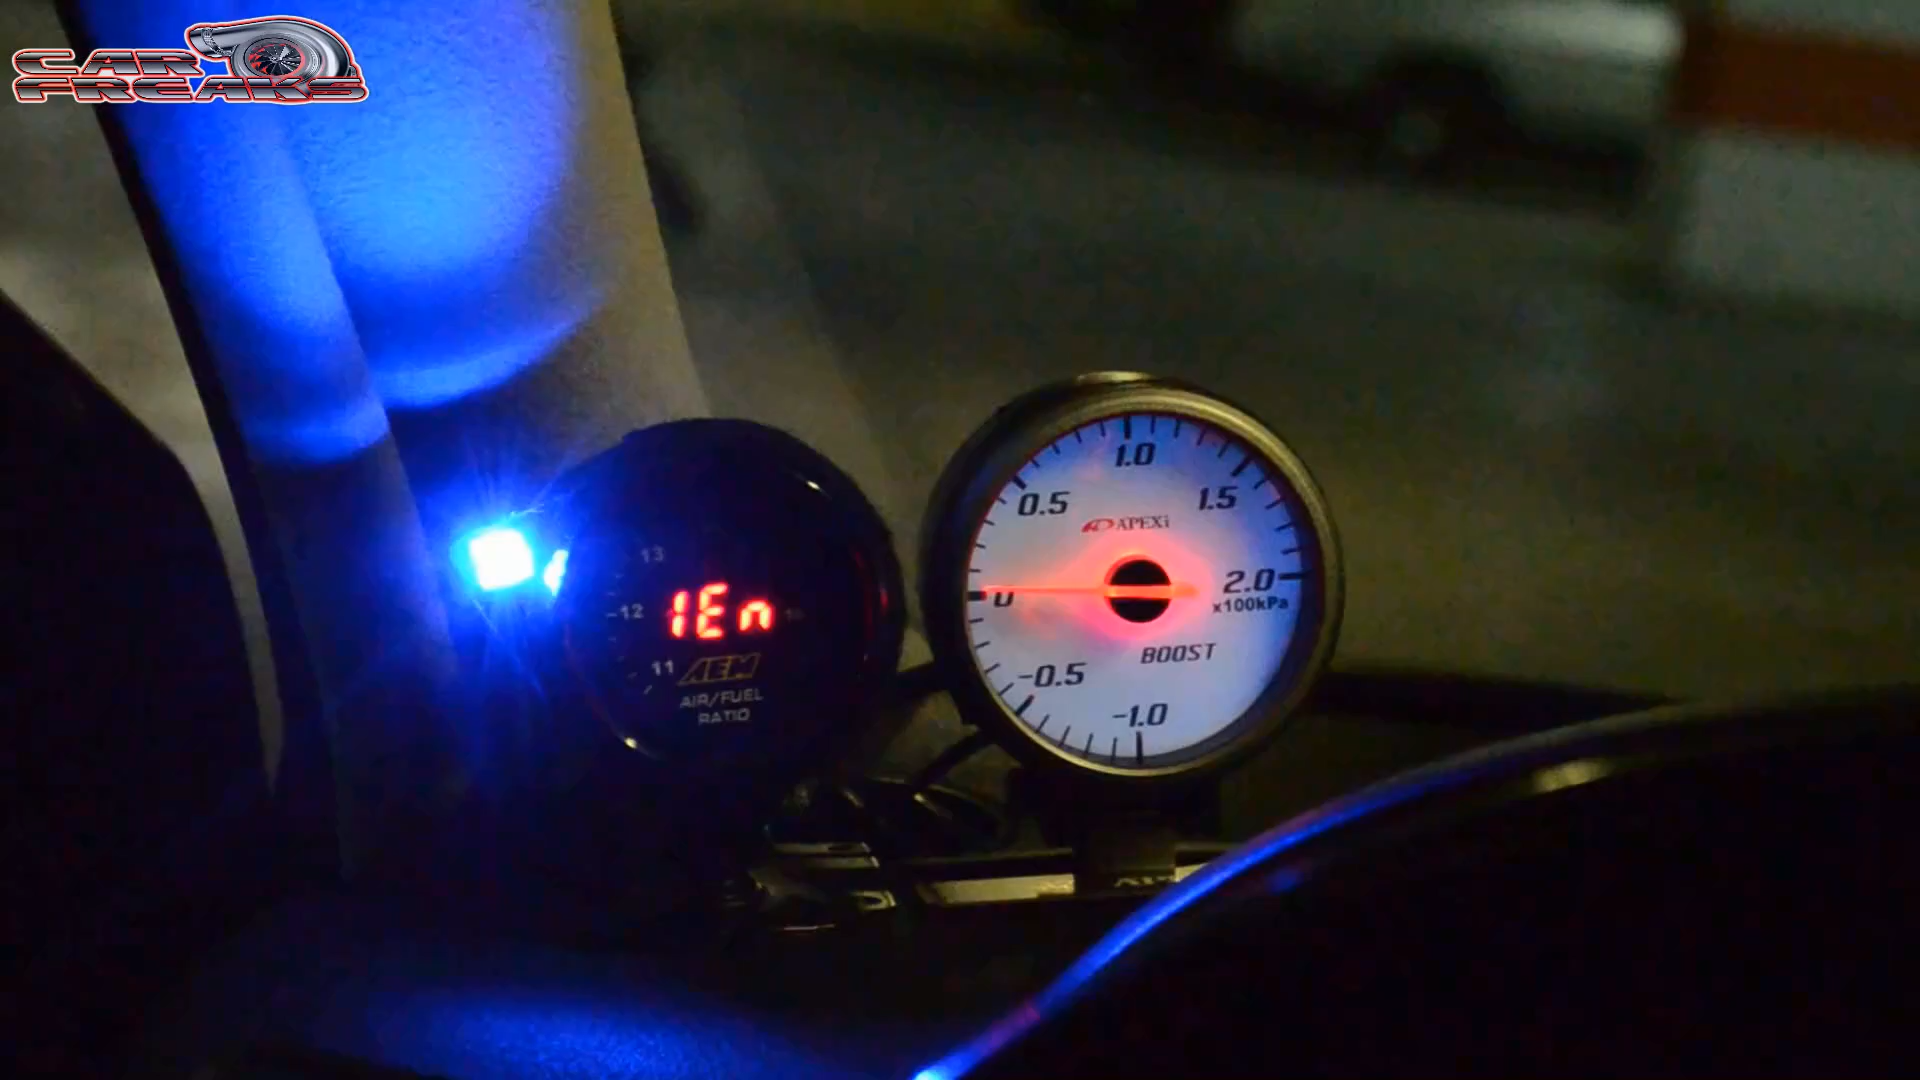 CAR
FREAKS
13
12
1En
11
AEM
AIR/FUEL
RATIO
1.0
0.5
1.5
APEXi
0
2.0
x100kPa
BOOST
-0.5
-1.0